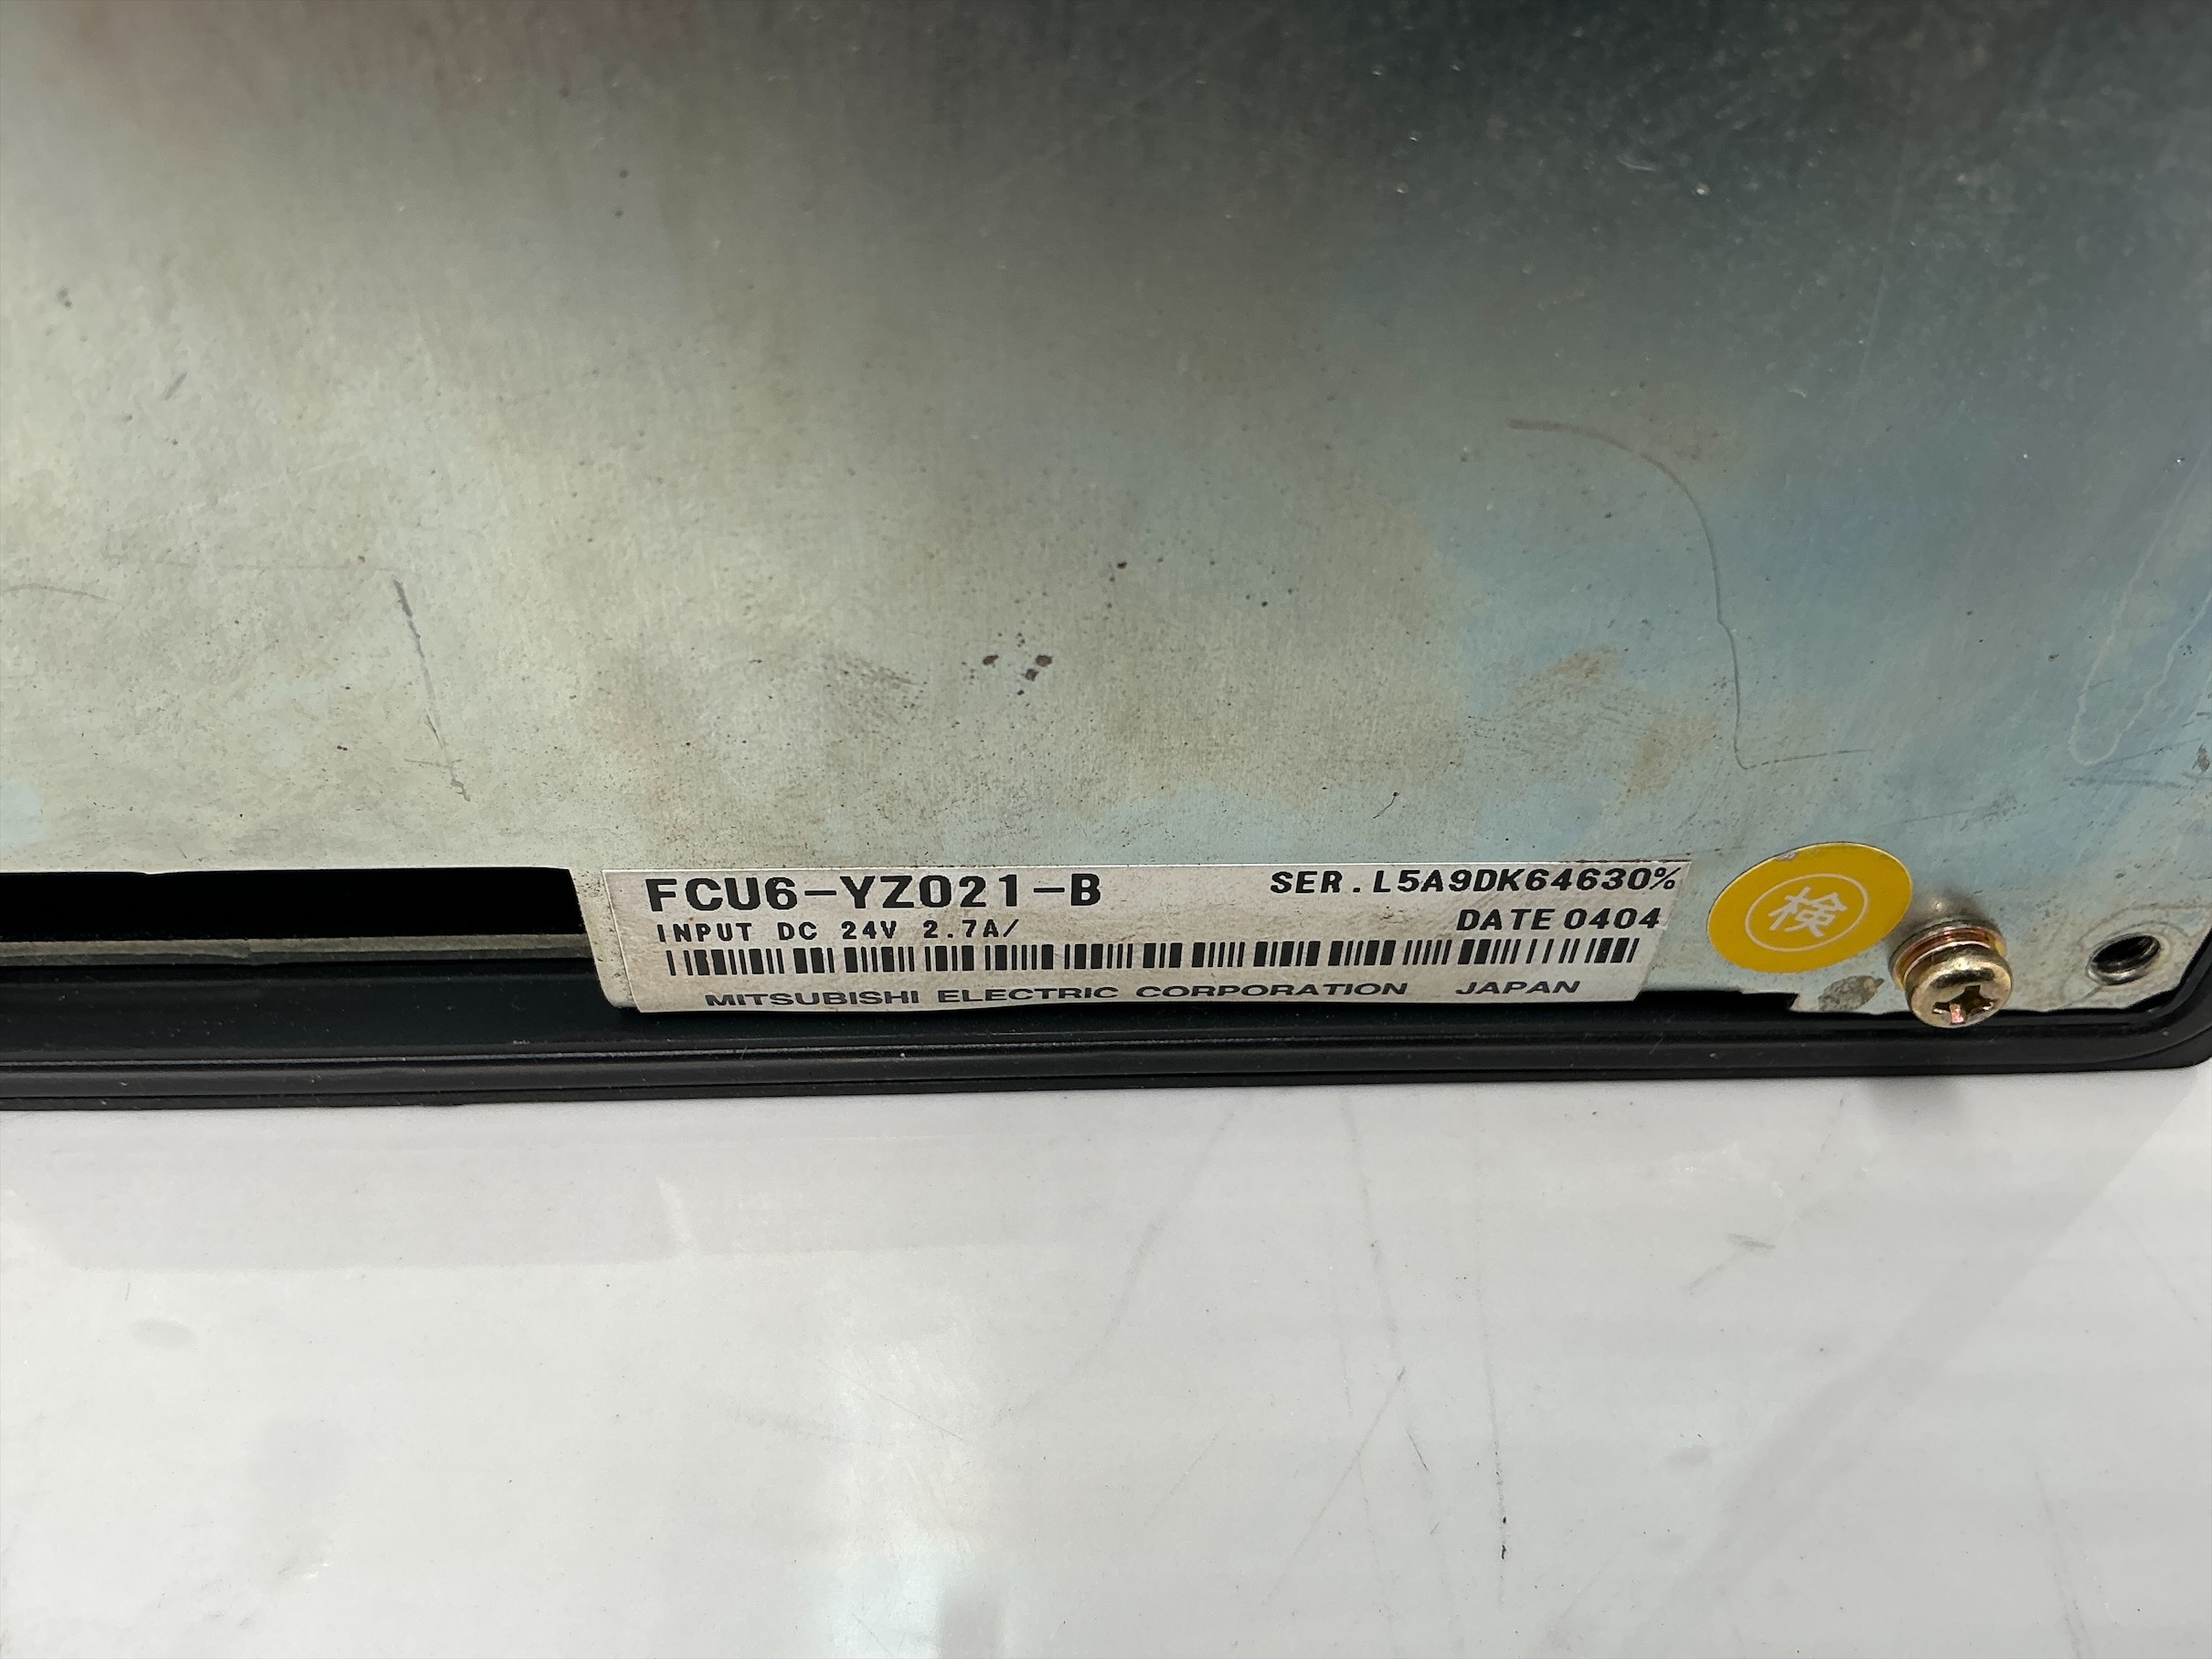 FCU6-YZ021-B SER.L5A9DK64630%
INPUT DC 24V 2.7A/ DATE 0404
MITSUBISHI ELECTRIC CORPORATION JAPAN
検